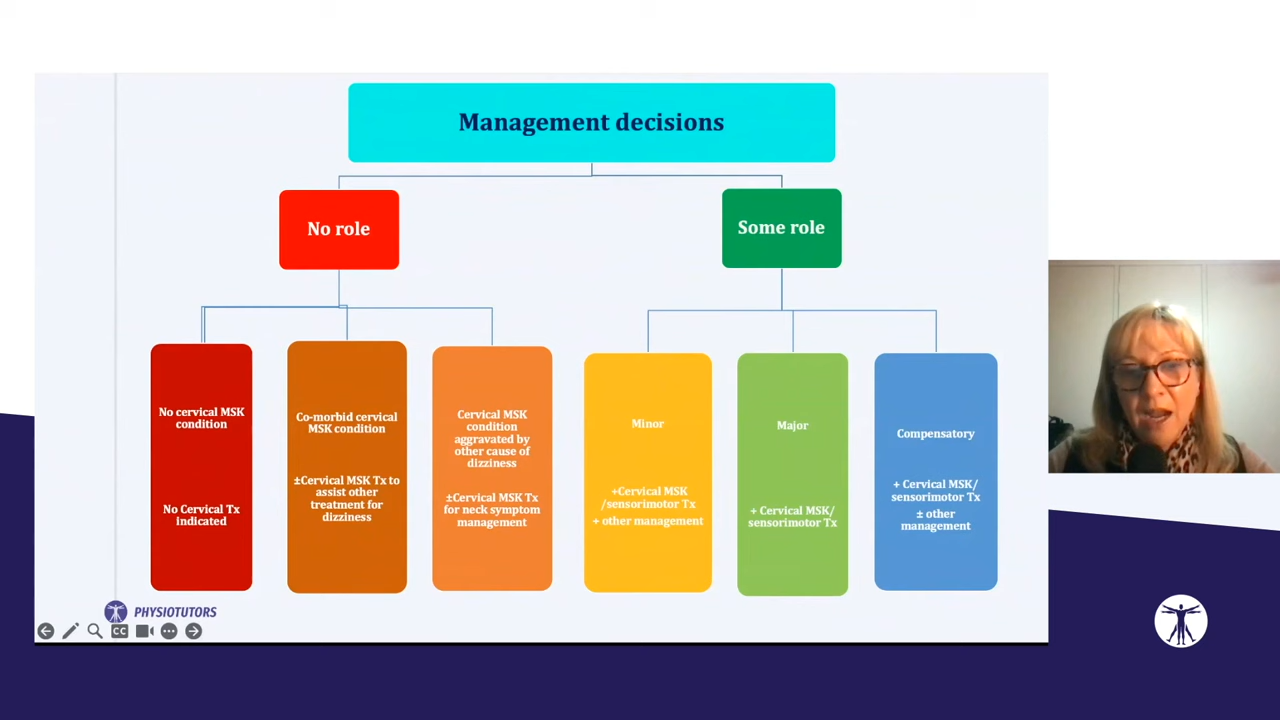 Management decisions
No role
Some role
No cervical MSK
condition
No Cervical Tx
indicated
Co-morbid cervical
MSK condition
±Cervical MSK Tx to
assist other
treatment for
dizziness
Cervical MSK
condition
aggravated by
other cause of
dizziness
±Cervical MSK Tx
for neck symptom
management
Minor
+Cervical MSK
/sensorimotor Tx
+ other management
Major
+ Cervical MSK/
sensorimotor Tx
Compensatory
+ Cervical MSK/
sensorimotor Tx
± other
management
PHYSIOTUTORS
CC